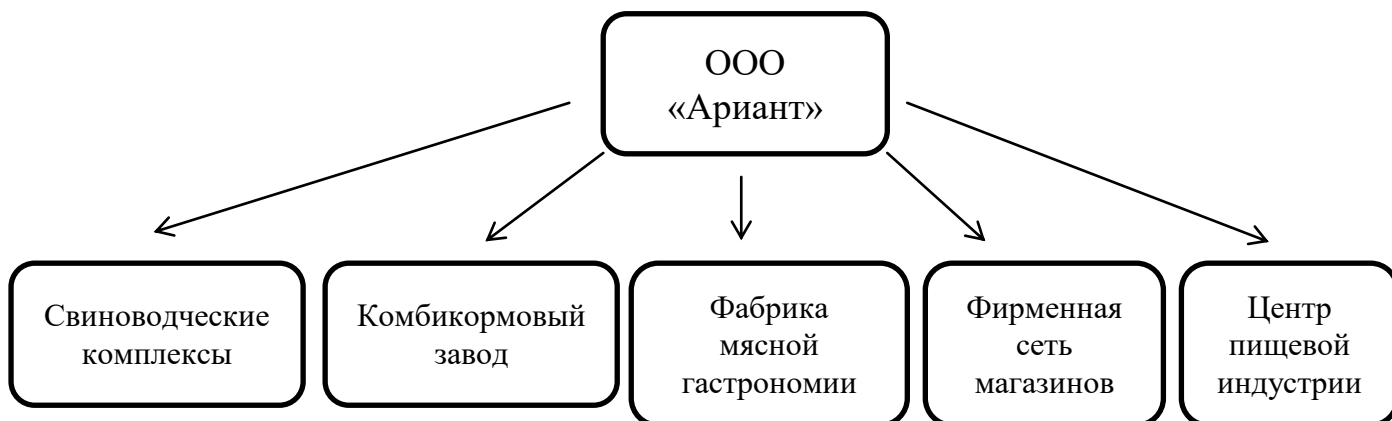 ООО
«Ариант»
Свиноводческие
комплексы
Комбикормовый
завод
Фабрика
мясной
гастрономии
Фирменная
сеть
магазинов
Центр
пищевой
индустрии